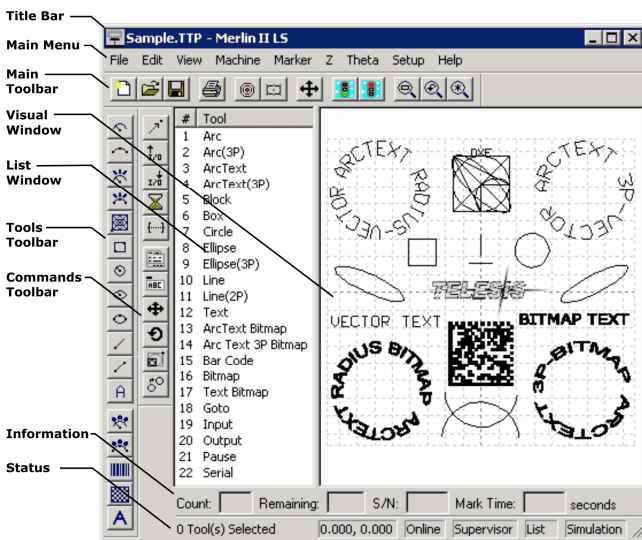 Title Bar
Sample.TTP - Merlin II LS
Main Menu
File Edit View Machine Marker Z Theta Setup Help
Main
Toolbar
Visual
Window
List
Window
Tools
Toolbar
Commands
Toolbar
Information
Status
I/O
I/O
ABC
A
A
# Tool
1 Arc
2 Arc(3P)
3 ArcText
4 ArcText(3P)
5 Block
6 Box
7 Circle
8 Ellipse
9 Ellipse(3P)
10 Line
11 Line(2P)
12 Text
13 ArcText Bitmap
14 Arc Text 3P Bitmap
15 Bar Code
16 Bitmap
17 Text Bitmap
18 Goto
19 Input
20 Output
21 Pause
22 Serial
RADIUS-VECTOR ARCTEXT
DXF
3P-VECTOR ARCTEXT
TELESIS
VECTOR TEXT
BITMAP TEXT
ARCTEXT RADIUS BITMAP
ARCTEXT 3P-BITMAP
Count: Remaining: S/N: Mark Time: seconds
0 Tool(s) Selected 0.000, 0.000 Online Supervisor List Simulation